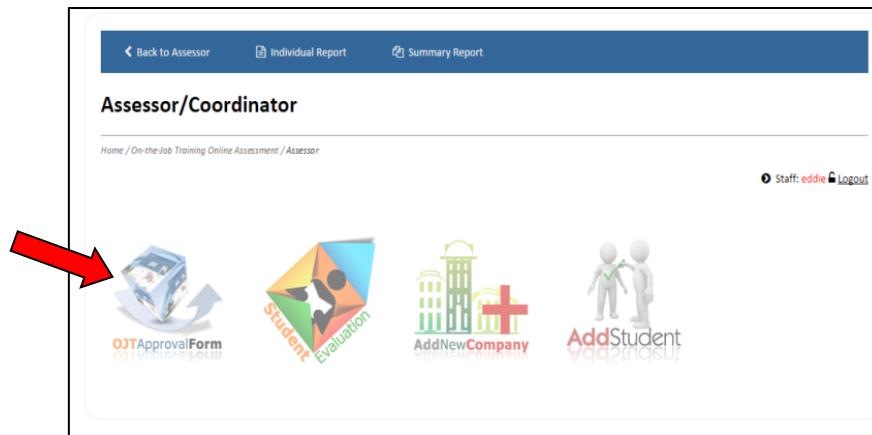 Back to Assessor Individual Report Summary Report
Assessor/Coordinator
Home / On-the-Job Training Online Assessment / Assessor
Staff: eddie Logout
OJTApprovalForm
Student Evaluation
AddNewCompany
AddStudent